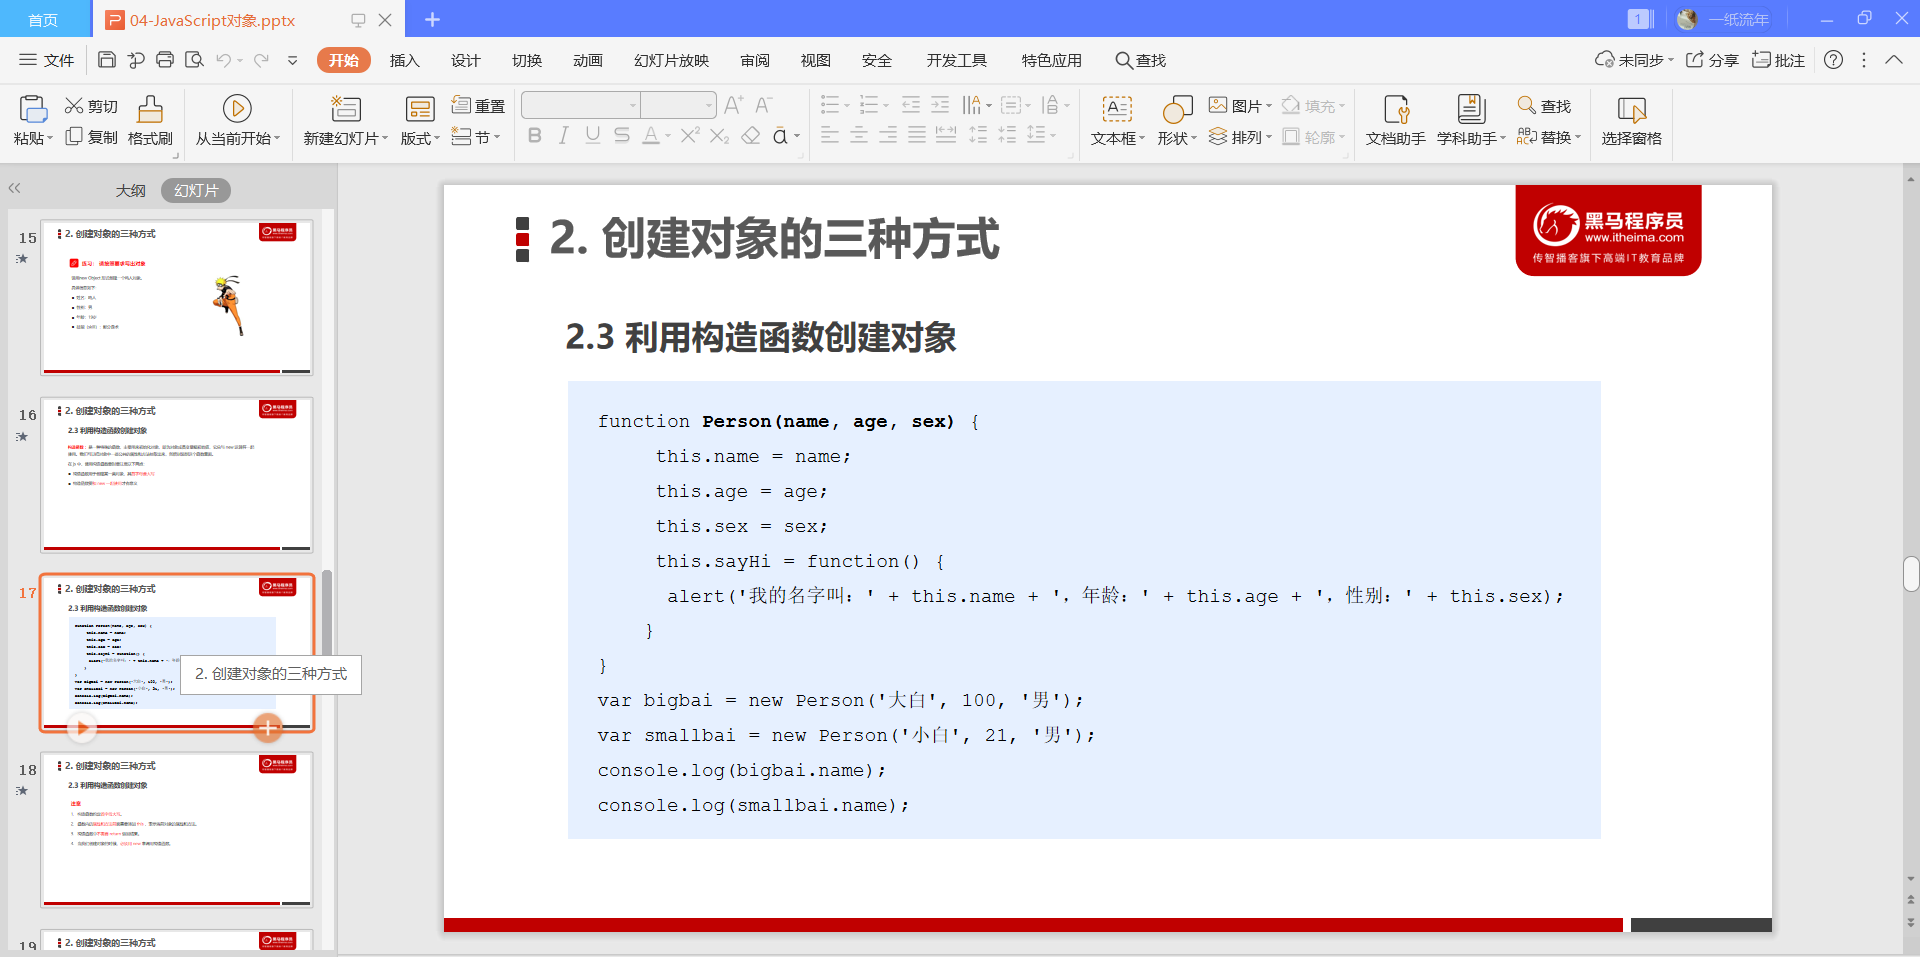 首页
04-JavaScript对象.pptx
1
一纸流年
文件
开始 插入 设计 切换 动画 幻灯片放映 审阅 视图 安全 开发工具 特色应用 查找
未同步 分享 批注
粘贴 剪切 复制 格式刷 从当前开始 新建幻灯片 版式 重置 节
文本框 形状 图片 排列 填充 轮廓 文档助手 学科助手 查找 替换 选择窗格
大纲 幻灯片
15
2. 创建对象的三种方式
16
2. 创建对象的三种方式
2.3 利用构造函数创建对象
17
2. 创建对象的三种方式
2.3 利用构造函数创建对象
2. 创建对象的三种方式
18
2. 创建对象的三种方式
2.3 利用构造函数创建对象
注意
19
2. 创建对象的三种方式
2. 创建对象的三种方式
黑马程序员
www.itheima.com
传智播客旗下高端IT教育品牌
2.3 利用构造函数创建对象
function Person(name, age, sex) {
this.name = name;
this.age = age;
this.sex = sex;
this.sayHi = function() {
alert('我的名字叫：' + this.name + '，年龄：' + this.age + '，性别：' + this.sex);
}
}
var bigbai = new Person('大白', 100, '男');
var smallbai = new Person('小白', 21, '男');
console.log(bigbai.name);
console.log(smallbai.name);